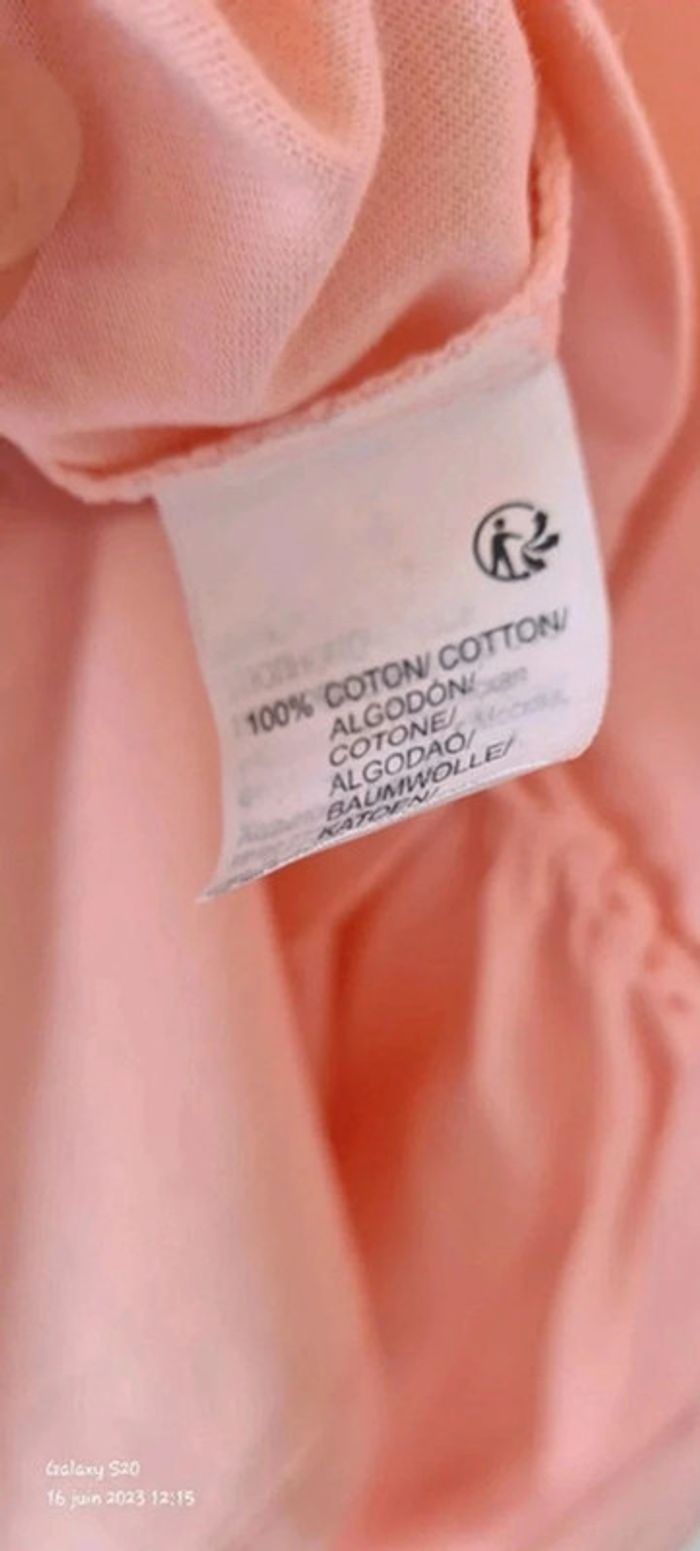 100% COTON/ COTTON/
ALGODÓN/
COTONE/
ALGODAO/
BAUMWOLLE/
KATOEN/
Galaxy S20
16 juin 2023 12:15